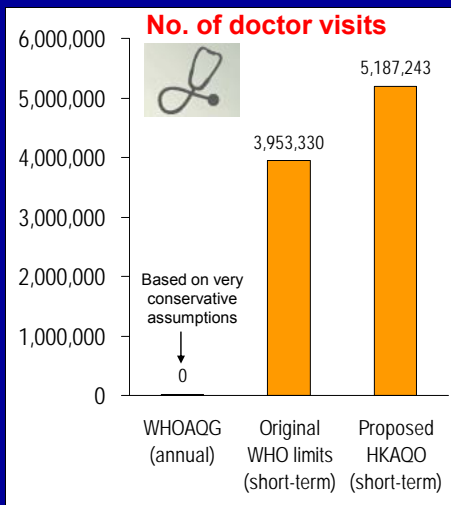 No. of doctor visits
6,000,000
5,000,000
4,000,000
3,000,000
2,000,000
1,000,000
0
5,187,243
3,953,330
Based on very
conservative
assumptions
0
WHOAQG
(annual)
Original
WHO limits
(short-term)
Proposed
HKAQO
(short-term)